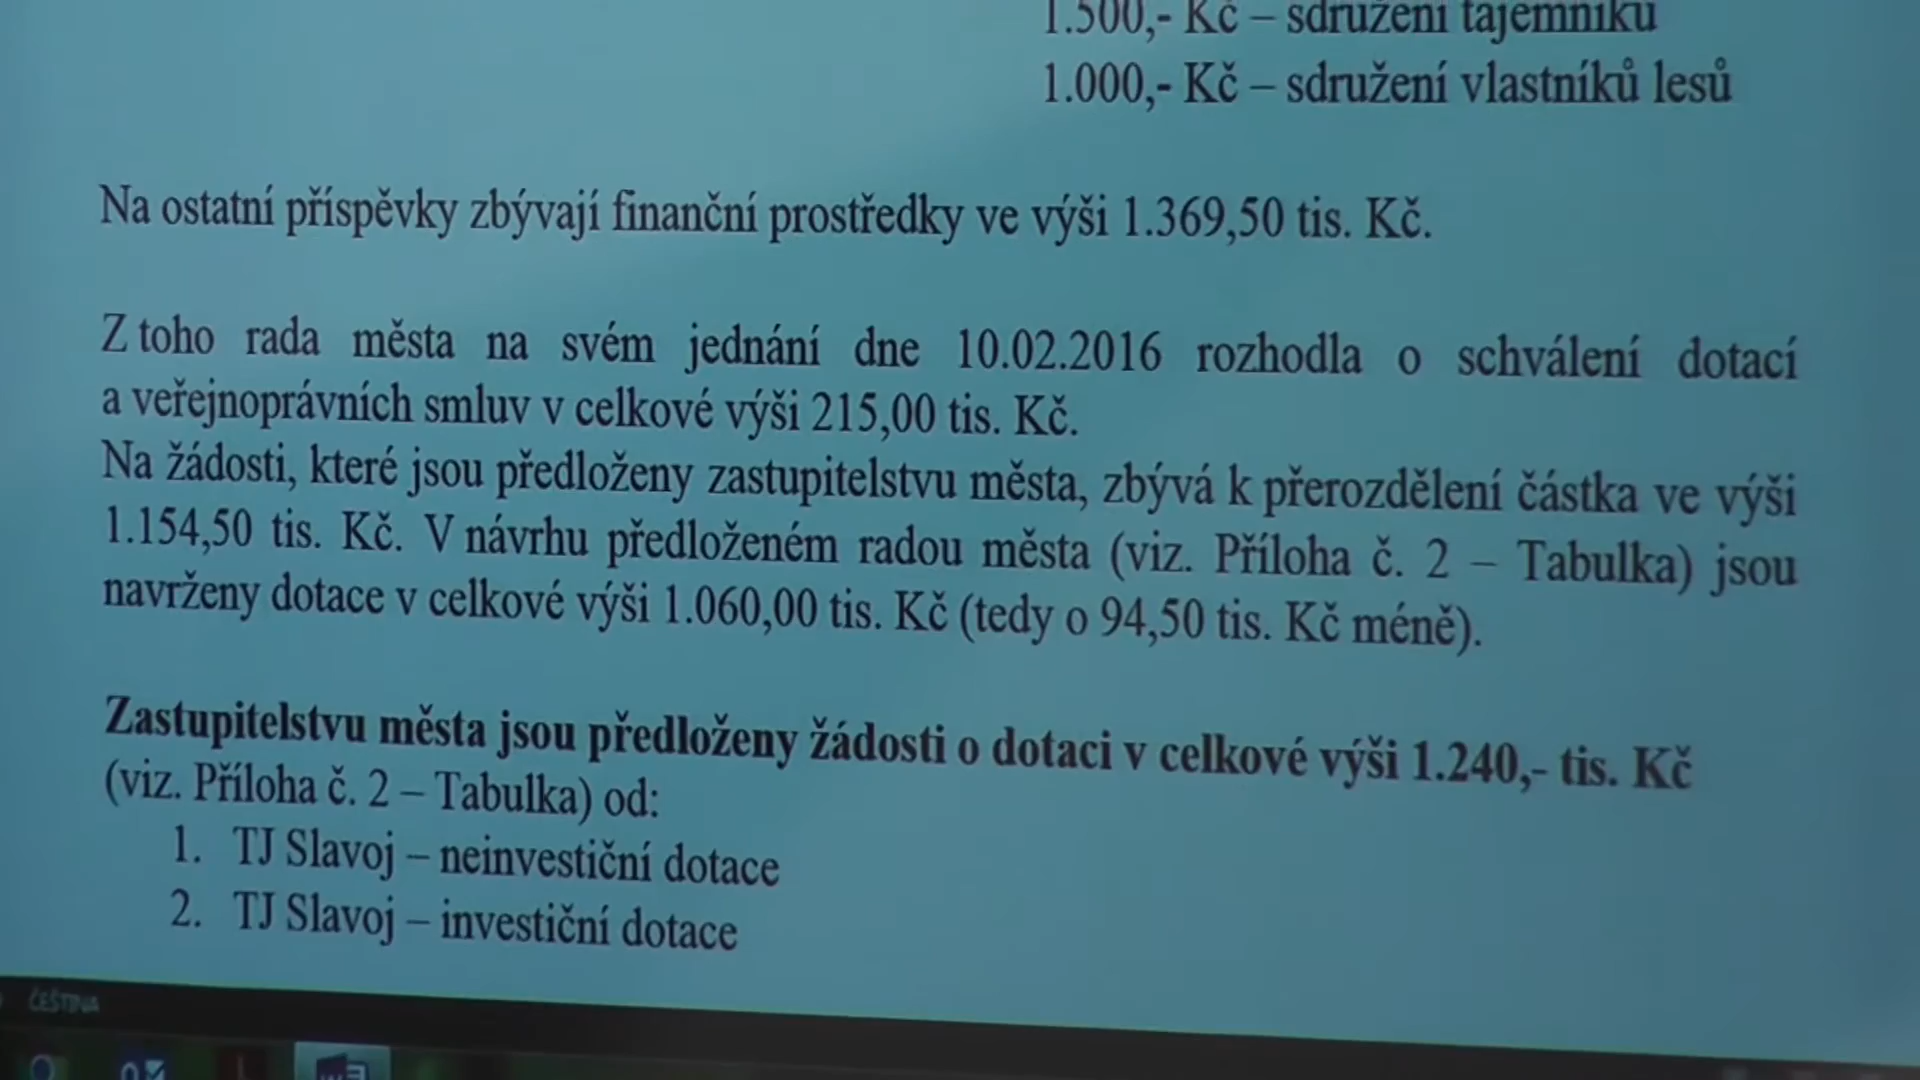 1.500,- Kč – sdružení tajemníků
1.000,- Kč – sdružení vlastníků lesů
Na ostatní příspěvky zbývají finanční prostředky ve výši 1.369,50 tis. Kč.
Z toho rada města na svém jednání dne 10.02.2016 rozhodla o schválení dotací
a veřejnoprávních smluv v celkové výši 215,00 tis. Kč.
Na žádosti, které jsou předloženy zastupitelstvu města, zbývá k přerozdělení částka ve výši
1.154,50 tis. Kč. V návrhu předloženém radou města (viz. Příloha č. 2 – Tabulka) jsou
navrženy dotace v celkové výši 1.060,00 tis. Kč (tedy o 94,50 tis. Kč méně).
Zastupitelstvu města jsou předloženy žádosti o dotaci v celkové výši 1.240,- tis. Kč
(viz. Příloha č. 2 – Tabulka) od:
1. TJ Slavoj – neinvestiční dotace
2. TJ Slavoj – investiční dotace
ČEŠTINA